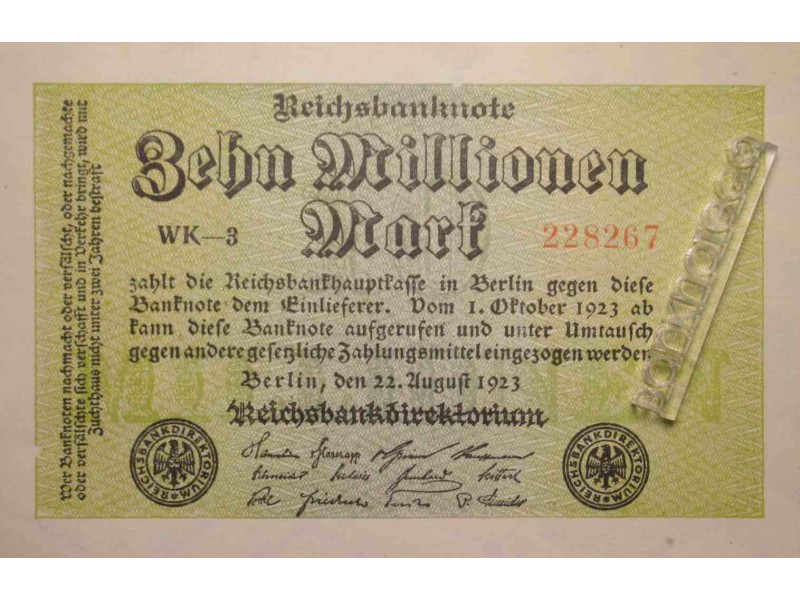 Reichsbanknote
Zehn Millionen
Mark
WK—3
228267
zahlt die Reichsbankhauptkasse in Berlin gegen diese
Banknote dem Einlieferer. Vom 1. Oktober 1923 ab
kann diese Banknote aufgerufen und unter Umtausch
gegen andere gesetzliche Zahlungsmittel eingezogen werden
Berlin, den 22. August 1923
Reichsbankdirektorium
REICHSBANKDIREKTORIUM
REICHSBANKDIREKTORIUM
Wer Banknoten nachmacht oder verfälscht, oder nachgemachte
oder verfälschte sich verschafft und in Verkehr bringt, wird mit
Zuchthaus nicht unter zwei Jahren bestraft